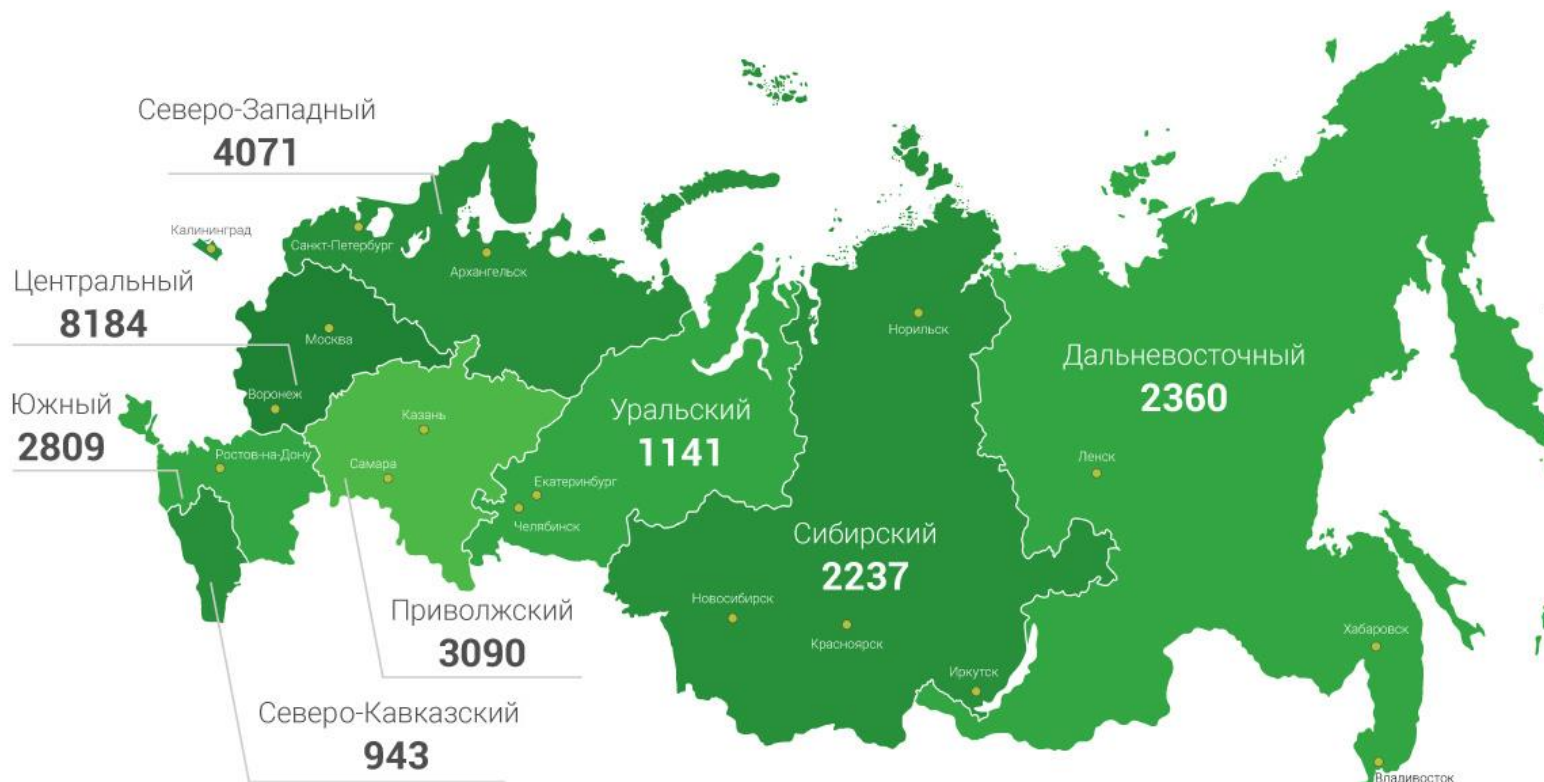 Северо-Западный
4071
Калининград
Санкт-Петербург
Архангельск
Центральный
8184
Москва
Воронеж
Норильск
Дальневосточный
2360
Южный
2809
Ростов-на-Дону
Казань
Самара
Уральский
1141
Екатеринбург
Челябинск
Ленск
Сибирский
2237
Новосибирск
Красноярск
Иркутск
Хабаровск
Владивосток
Приволжский
3090
Северо-Кавказский
943